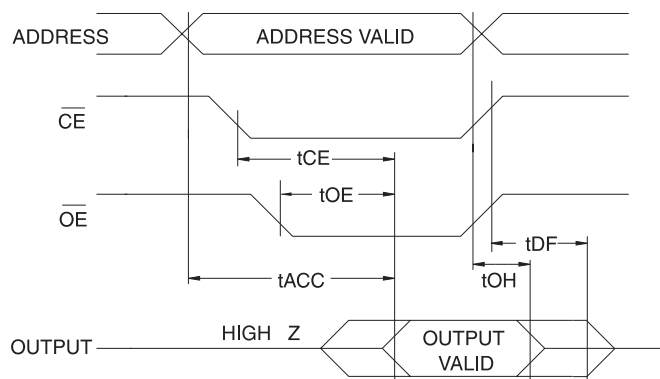 ADDRESS
ADDRESS VALID
CE
tCE
tOE
OE
tDF
tACC
tOH
HIGH Z
OUTPUT
OUTPUT
VALID